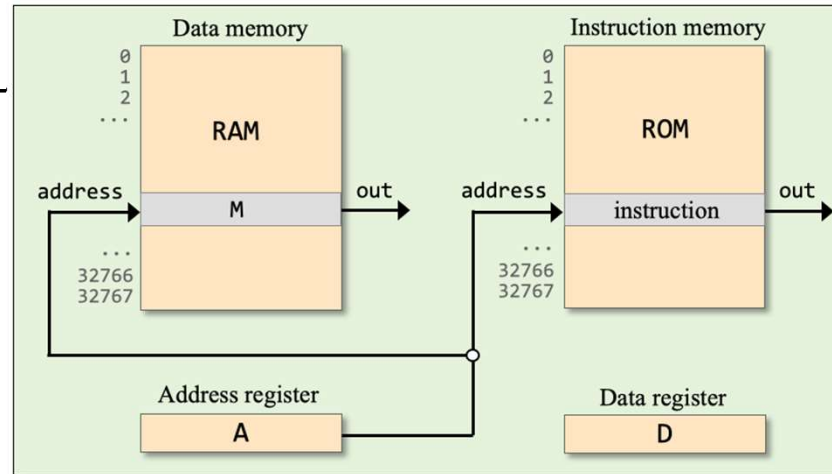 Data memory
0
1
2
...
RAM
address
M
out
...
32766
32767
Instruction memory
0
1
2
...
ROM
address
instruction
out
...
32766
32767
Address register
A
Data register
D